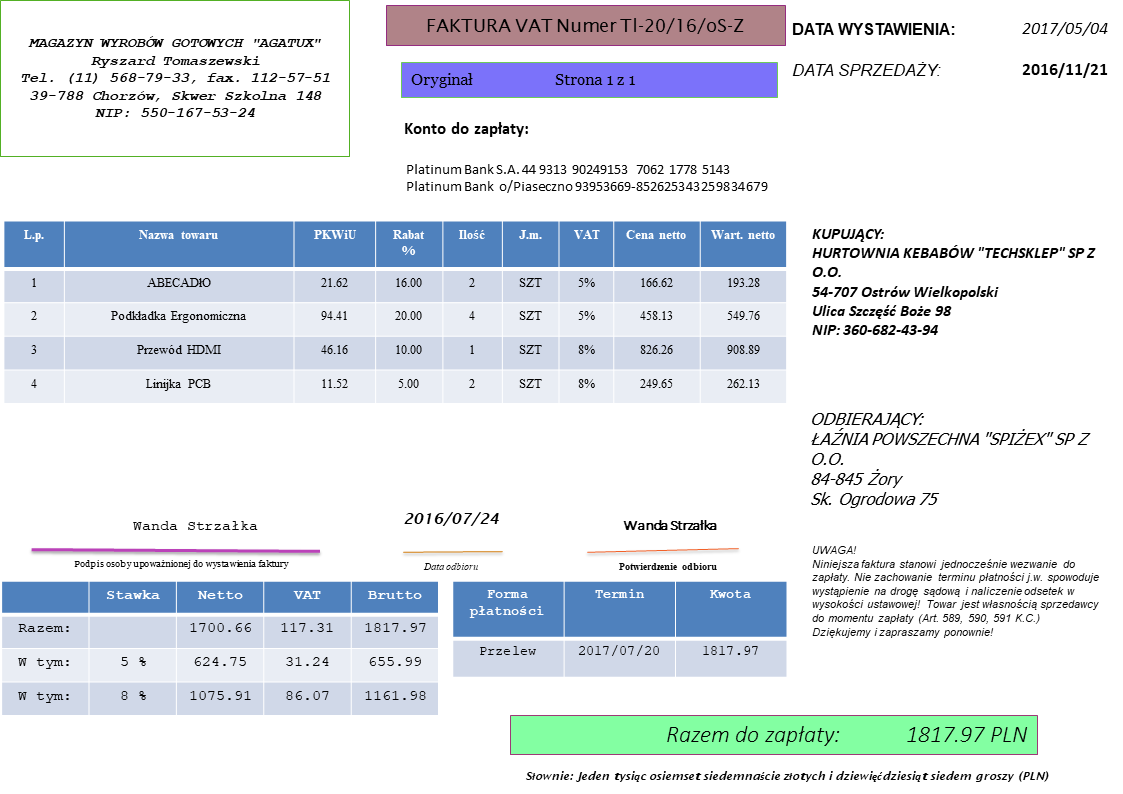 MAGAZYN WYROBÓW GOTOWYCH "AGATUX"
Ryszard Tomaszewski
Tel. (11) 568-79-33, fax. 112-57-51
39-788 Chorzów, Skwer Szkolna 148
NIP: 550-167-53-24
FAKTURA VAT Numer Tl-20/16/oS-Z
Oryginał Strona 1 z 1
DATA WYSTAWIENIA: 2017/05/04
DATA SPRZEDAŻY: 2016/11/21
Konto do zapłaty:
Platinum Bank S.A. 44 9313 90249153 7062 1778 5143
Platinum Bank o/Piaseczno 93953669-852625343259834679
L.p. Nazwa towaru PKWiU Rabat % Ilość J.m. VAT Cena netto Wart. netto
1 ABECADŁO 21.62 16.00 2 SZT 5% 166.62 193.28
2 Podkładka Ergonomiczna 94.41 20.00 4 SZT 5% 458.13 549.76
3 Przewód HDMI 46.16 10.00 1 SZT 8% 826.26 908.89
4 Linijka PCB 11.52 5.00 2 SZT 8% 249.65 262.13
KUPUJĄCY:
HURTOWNIA KEBABÓW "TECHSKLEP" SP Z
O.O.
54-707 Ostrów Wielkopolski
Ulica Szczęść Boże 98
NIP: 360-682-43-94
ODBIERAJĄCY:
ŁAŹNIA POWSZECHNA "SPIŻEX" SP Z
O.O.
84-845 Żory
Sk. Ogrodowa 75
Wanda Strzałka
Podpis osoby upoważnionej do wystawienia faktury
2016/07/24
Data odbioru
Wanda Strzałka
Potwierdzenie odbioru
UWAGA!
Niniejsza faktura stanowi jednocześnie wezwanie do
zapłaty. Nie zachowanie terminu płatności j.w. spowoduje
wystąpienie na drogę sądową i naliczenie odsetek w
wysokości ustawowej! Towar jest własnością sprzedawcy
do momentu zapłaty (Art. 589, 590, 591 K.C.)
Dziękujemy i zapraszamy ponownie!
Stawka Netto VAT Brutto
Razem: 1700.66 117.31 1817.97
W tym: 5 % 624.75 31.24 655.99
W tym: 8 % 1075.91 86.07 1161.98
Forma płatności Termin Kwota
Przelew 2017/07/20 1817.97
Razem do zapłaty: 1817.97 PLN
Słownie: Jeden tysiąc osiemset siedemnaście złotych i dziewięćdziesiąt siedem groszy (PLN)